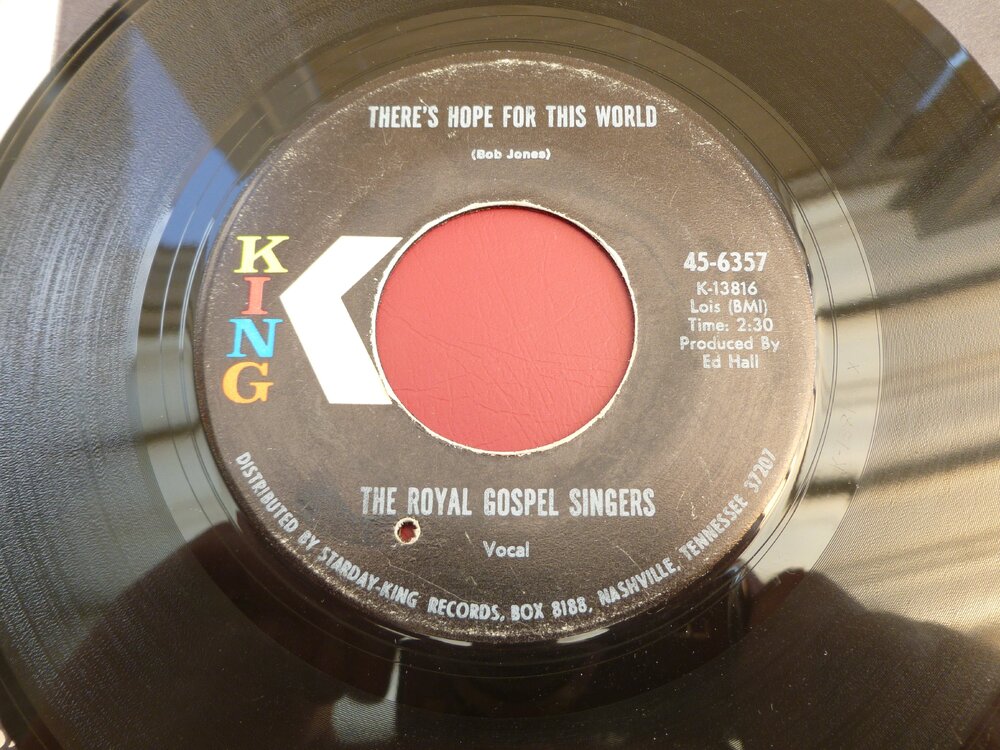 THERE'S HOPE FOR THIS WORLD
(Bob Jones)
KING
45-6357
K-13816
Lois (BMI)
Time: 2:30
Produced By
Ed Hall
THE ROYAL GOSPEL SINGERS
Vocal
DISTRIBUTED BY STARDAY-KING RECORDS, BOX 8188, NASHVILLE, TENNESSEE 37207